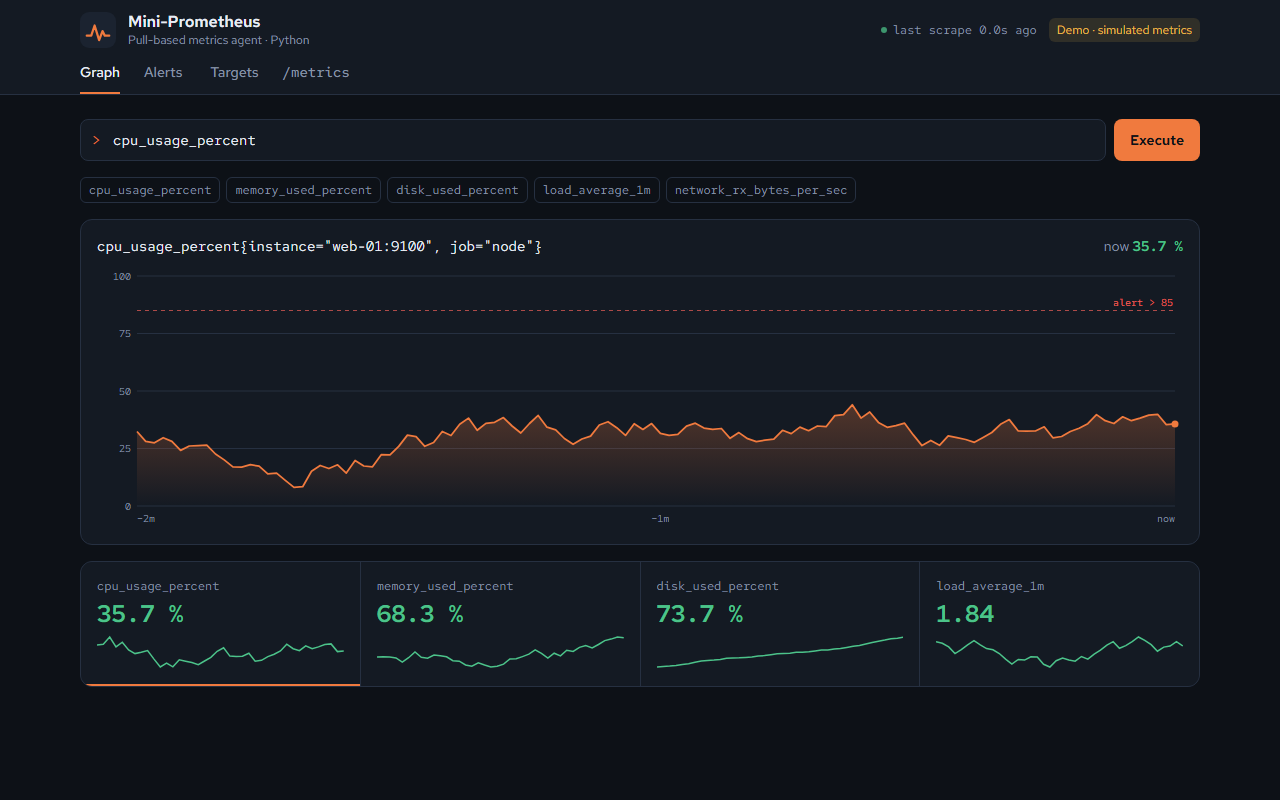 Mini-Prometheus
Pull-based metrics agent · Python
last scrape 0.0s ago
Demo · simulated metrics
Graph
Alerts
Targets
/metrics
> cpu_usage_percent
Execute
cpu_usage_percent
memory_used_percent
disk_used_percent
load_average_1m
network_rx_bytes_per_sec
cpu_usage_percent{instance="web-01:9100", job="node"}
now 35.7 %
100
alert > 85
75
50
25
0
−2m
−1m
now
cpu_usage_percent
35.7 %
memory_used_percent
68.3 %
disk_used_percent
73.7 %
load_average_1m
1.84